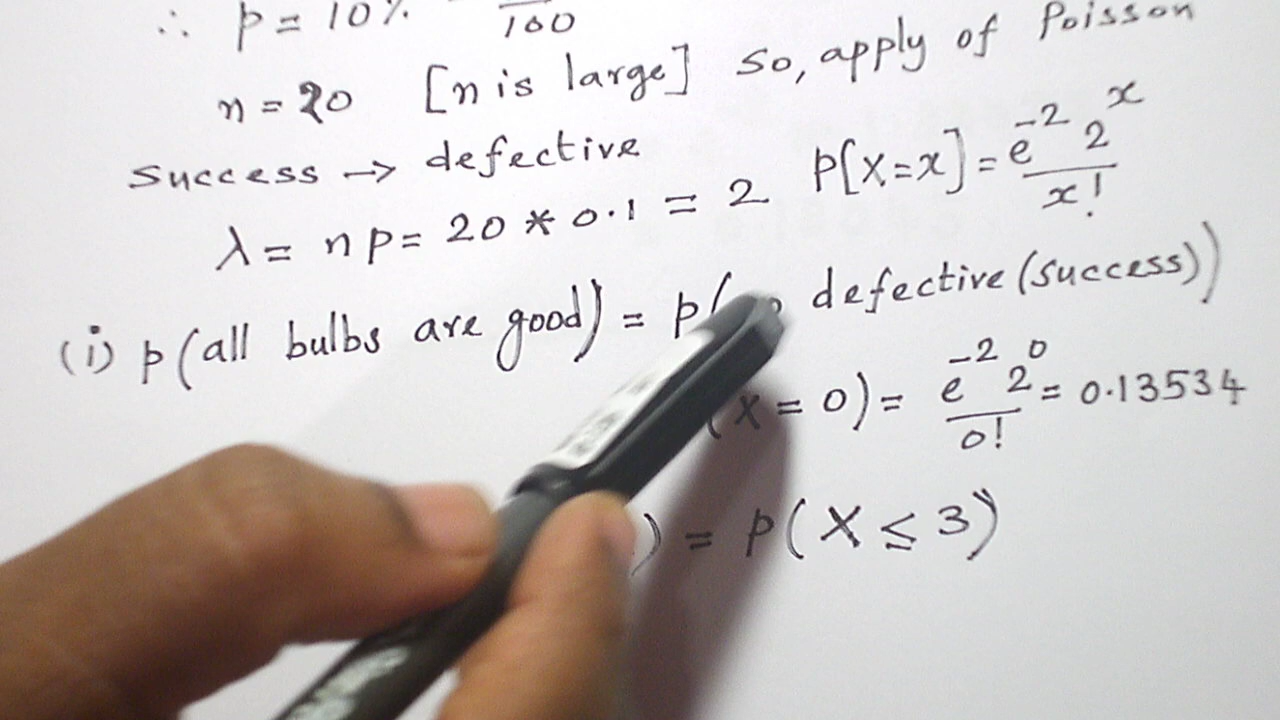 ∴ p = 10% 100
n = 20 [n is large] so, apply of Poisson
success → defective P[X=x] = e^-2 2^x / x!
λ = np = 20 * 0.1 = 2
(i) p(all bulbs are good) = p( defective (success))
(X = 0) = e^-2 2^0 / 0! = 0.13534
) = p(X ≤ 3)